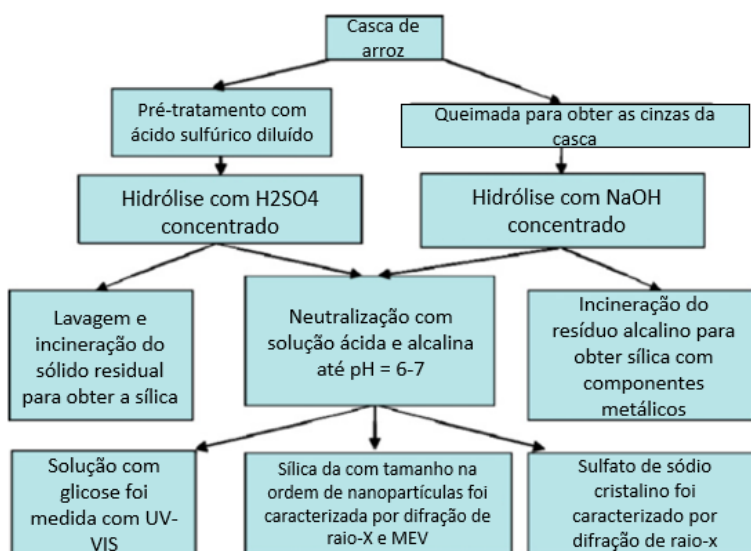 Casca de
arroz
Pré-tratamento com
ácido sulfúrico diluído
Queimada para obter as cinzas da
casca
Hidrólise com H2SO4
concentrado
Hidrólise com NaOH
concentrado
Lavagem e
incineração do
sólido residual
para obter a sílica
Neutralização com
solução ácida e alcalina
até pH = 6-7
Incineração do
resíduo alcalino para
obter sílica com
componentes
metálicos
Solução com
glicose foi
medida com UV-
VIS
Sílica da com tamanho na
ordem de nanopartículas foi
caracterizada por difração de
raio-X e MEV
Sulfato de sódio
cristalino foi
caracterizado por
difração de raio-x